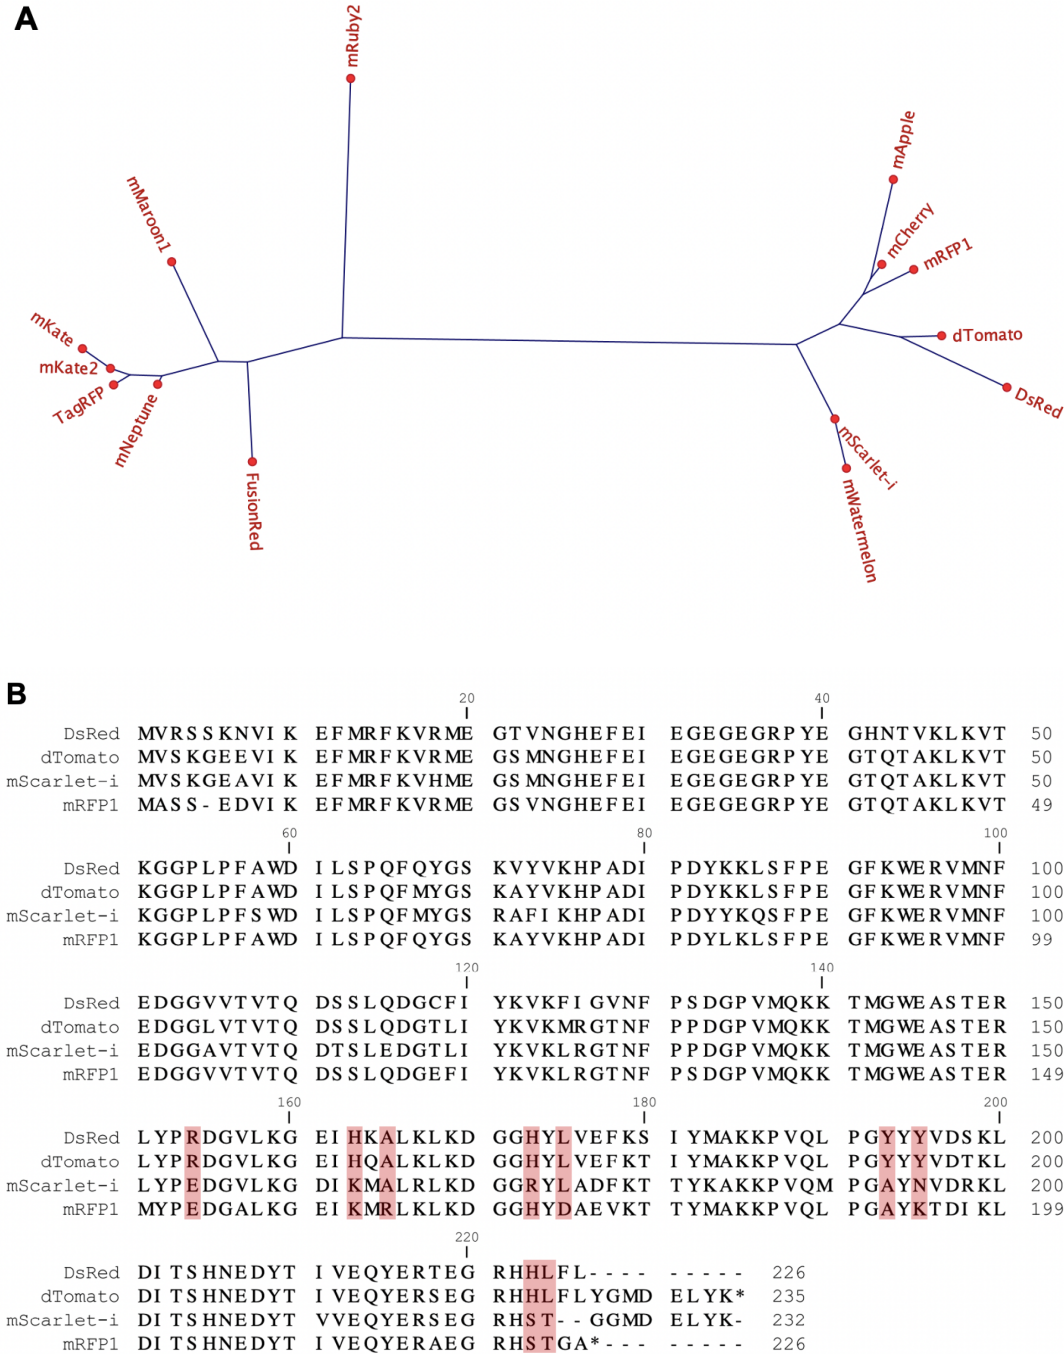 A
mRuby2
mApple
mCherry
mRFP1
dTomato
DsRed
mScarlet-i
mWatermelon
mMaroon1
mKate
mKate2
TagRFP
mNeptune
FusionRed
B
20 40
DsRed MVRSSKNVIK EFMRFKVRME GTVNGHEFEI EGEGEGRPYE GHNTVKLKVT 50
dTomato MVSKGEEVIK EFMRFKVRME GSMNGHEFEI EGEGEGRPYE GTQTAKLKVT 50
mScarlet-i MVSKGEAVIK EFMRFKVHME GSMNGHEFEI EGEGEGRPYE GTQTAKLKVT 50
mRFP1 MASS-EDVIK EFMRFKVRME GSVNGHEFEI EGEGEGRPYE GTQTAKLKVT 49
60 80 100
DsRed KGGPLPFAWD ILSPQFQYGS KVYVKHPADI PDYKKLSFPE GFKWERVMNF 100
dTomato KGGPLPFAWD ILSPQFMYGS KAYVKHPADI PDYKKLSFPE GFKWERVMNF 100
mScarlet-i KGGPLPFSWD ILSPQFMYGS RAFIKHPADI PDYYKQSFPE GFKWERVMNF 100
mRFP1 KGGPLPFAWD ILSPQFQYGS KAYVKHPADI PDYLKLSFPE GFKWERVMNF 99
120 140
DsRed EDGGVVTVTQ DSSLQDGCFI YKVKFIGVNF PSDGPVMQKK TMGWEASTER 150
dTomato EDGGLVTVTQ DSSLQDGTLI YKVKMRGTNF PPDGPVMQKK TMGWEASTER 150
mScarlet-i EDGGAVTVTQ DTSLEDGTLI YKVKLRGTNF PPDGPVMQKK TMGWEASTER 150
mRFP1 EDGGVVTVTQ DSSLQDGEFI YKVKLRGTNF PSDGPVMQKK TMGWEASTER 149
160 180 200
DsRed LYPRDGVLKG EIHKALKLKD GGHYLVEFKS IYMAKKPVQL PGYYYVDSKL 200
dTomato LYPRDGVLKG EIHQALKLKD GGHYLVEFKT IYMAKKPVQL PGYYYVDTKL 200
mScarlet-i LYPEDGVLKG DIKMALRLKD GGRYLADFKT TYKAKKPVQM PGAYNVDRKL 200
mRFP1 MYPEDGALKG EIKMRLKLKD GGHYDAEVKT TYMAKKPVQL PGAYKTDIKL 199
220
DsRed DITSHNEDYT IVEQYERTEG RHHLFL---- ----- 226
dTomato DITSHNEDYT IVEQYERSEG RHHLFLYGMD ELYK* 235
mScarlet-i DITSHNEDYT VVEQYERSEG RHST--GGMD ELYK- 232
mRFP1 DITSHNEDYT IVEQYERAEG RHSTGA*--- ----- 226